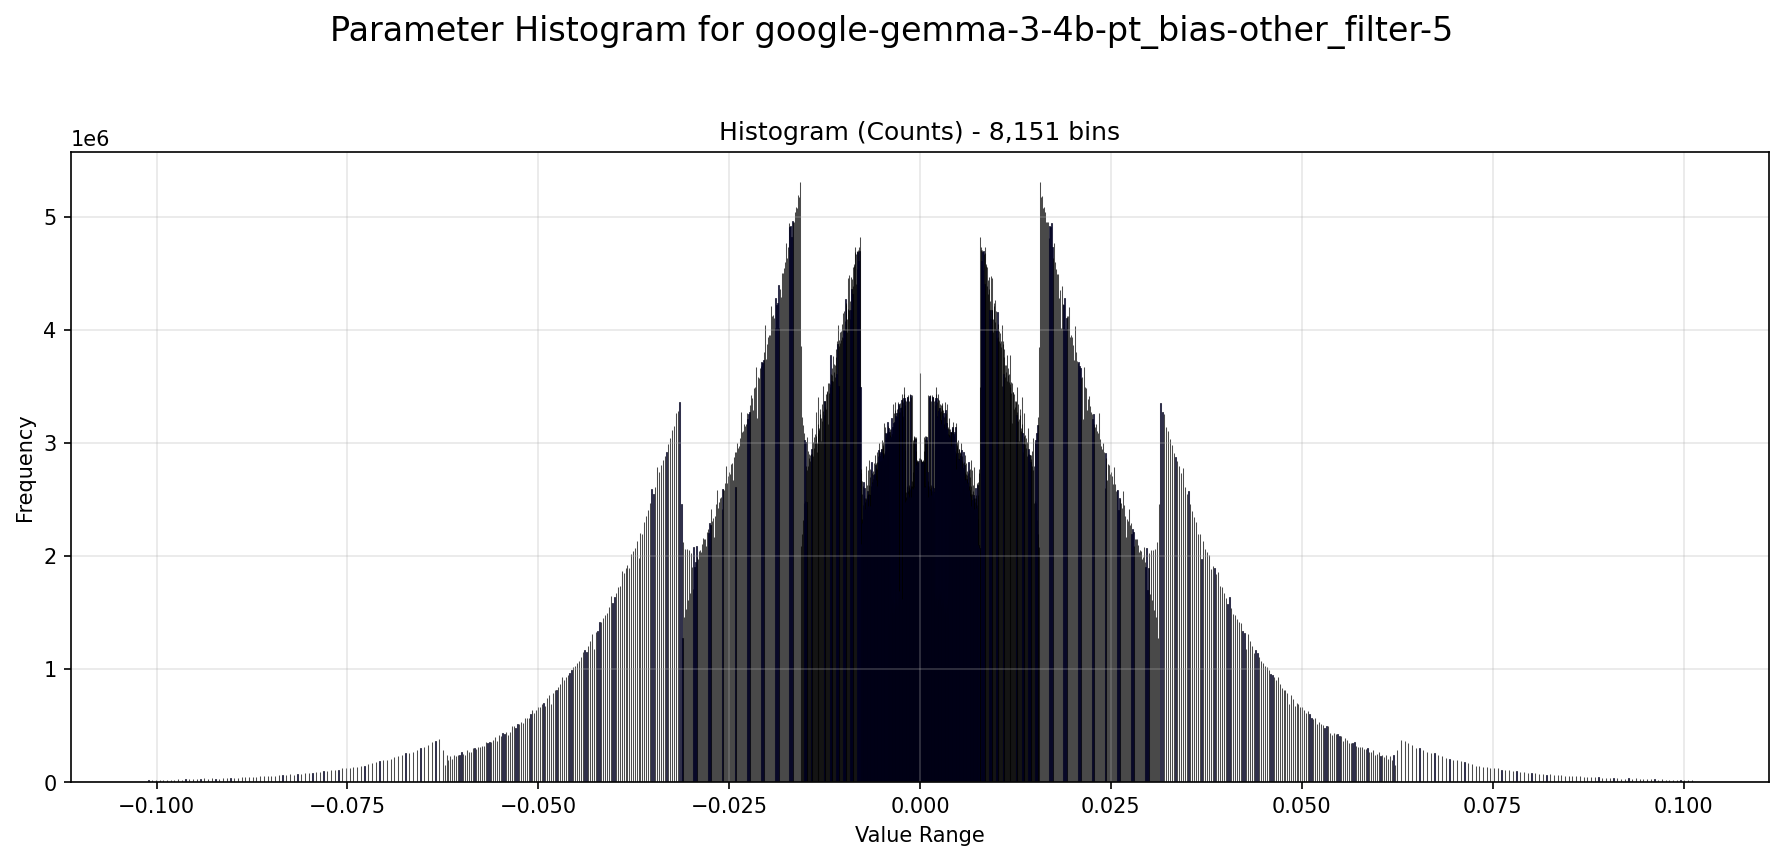 Parameter Histogram for google-gemma-3-4b-pt_bias-other_filter-5
Histogram (Counts) - 8,151 bins
1e6
5
4
3
2
1
0
Frequency
−0.100 −0.075 −0.050 −0.025 0.000 0.025 0.050 0.075 0.100
Value Range